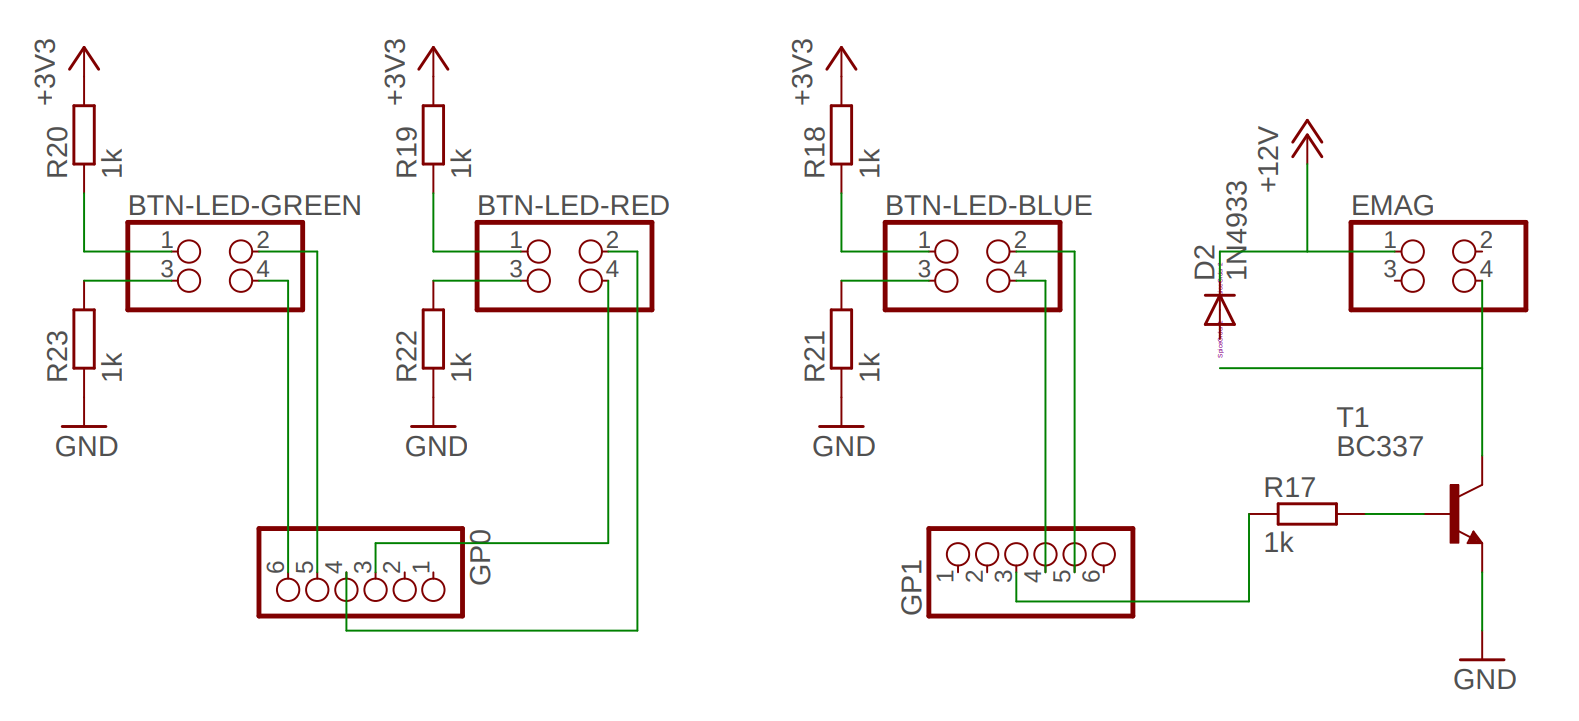 +3V3
R20
1k
BTN-LED-GREEN
1
2
3
4
R23
1k
GND
+3V3
R19
1k
BTN-LED-RED
1
2
3
4
R22
1k
GND
GP0
6
5
4
3
2
1
+3V3
R18
1k
BTN-LED-BLUE
1
2
3
4
R21
1k
GND
GP1
1
2
3
4
5
6
+12V
D2
1N4933
EMAG
1
2
3
4
T1
BC337
R17
1k
GND